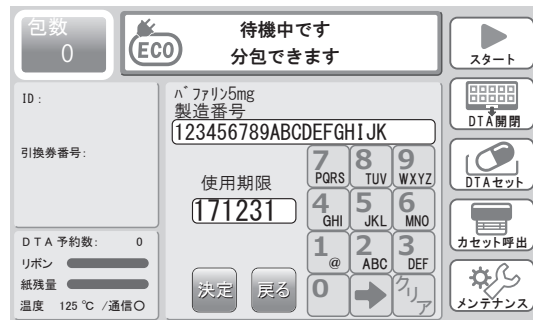 包数
0
ECO
待機中です
分包できます
スタート
ID:
引換券番号:
DTA予約数: 0
リボン
紙残量
温度 125℃ /通信○
バファリン5mg
製造番号
123456789ABCDEFGHIJK
使用期限
171231
7
PQRS
8
TUV
9
WXYZ
4
GHI
5
JKL
6
MNO
1
@
2
ABC
3
DEF
0
クリア
決定
戻る
DTA開閉
DTAセット
カセット呼出
メンテナンス